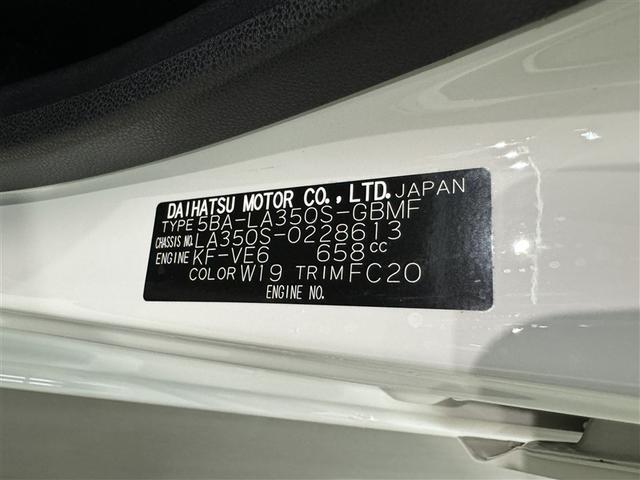 DAIHATSU MOTOR CO., LTD. JAPAN
TYPE 5BA-LA350S-GBMF
CHASSIS NO. LA350S-0228613
ENGINE KF-VE6 658cc
COLOR W19 TRIM FC20
ENGINE NO.